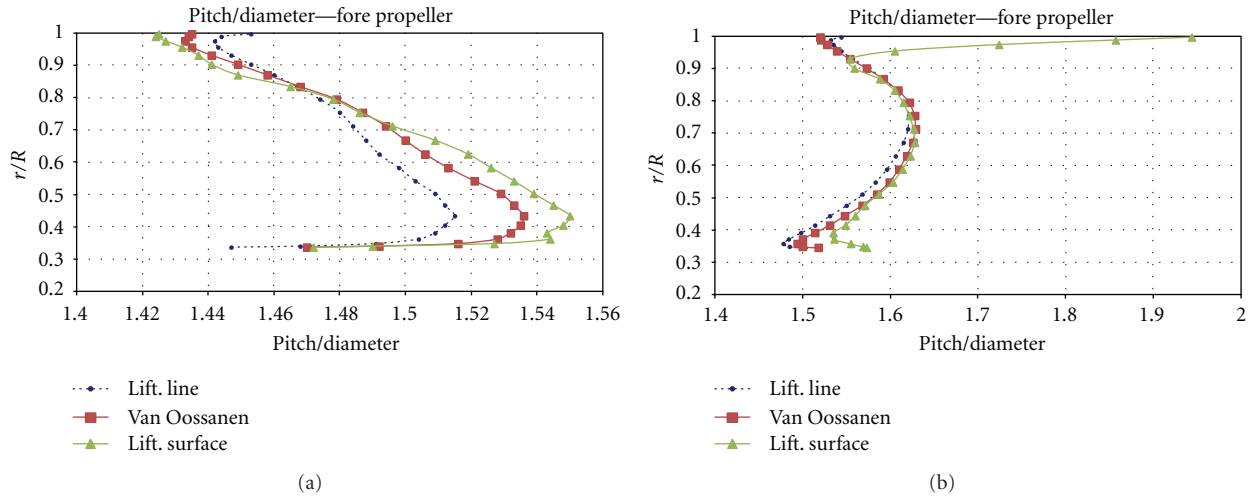 Pitch/diameter—fore propeller
1
0.9
0.8
0.7
0.6
0.5
0.4
0.3
0.2
r/R
1.4 1.42 1.44 1.46 1.48 1.5 1.52 1.54 1.56
Pitch/diameter
Lift. line
Van Oossanen
Lift. surface
(a)
Pitch/diameter—fore propeller
1
0.9
0.8
0.7
0.6
0.5
0.4
0.3
0.2
r/R
1.4 1.5 1.6 1.7 1.8 1.9 2
Pitch/diameter
Lift. line
Van Oossanen
Lift. surface
(b)